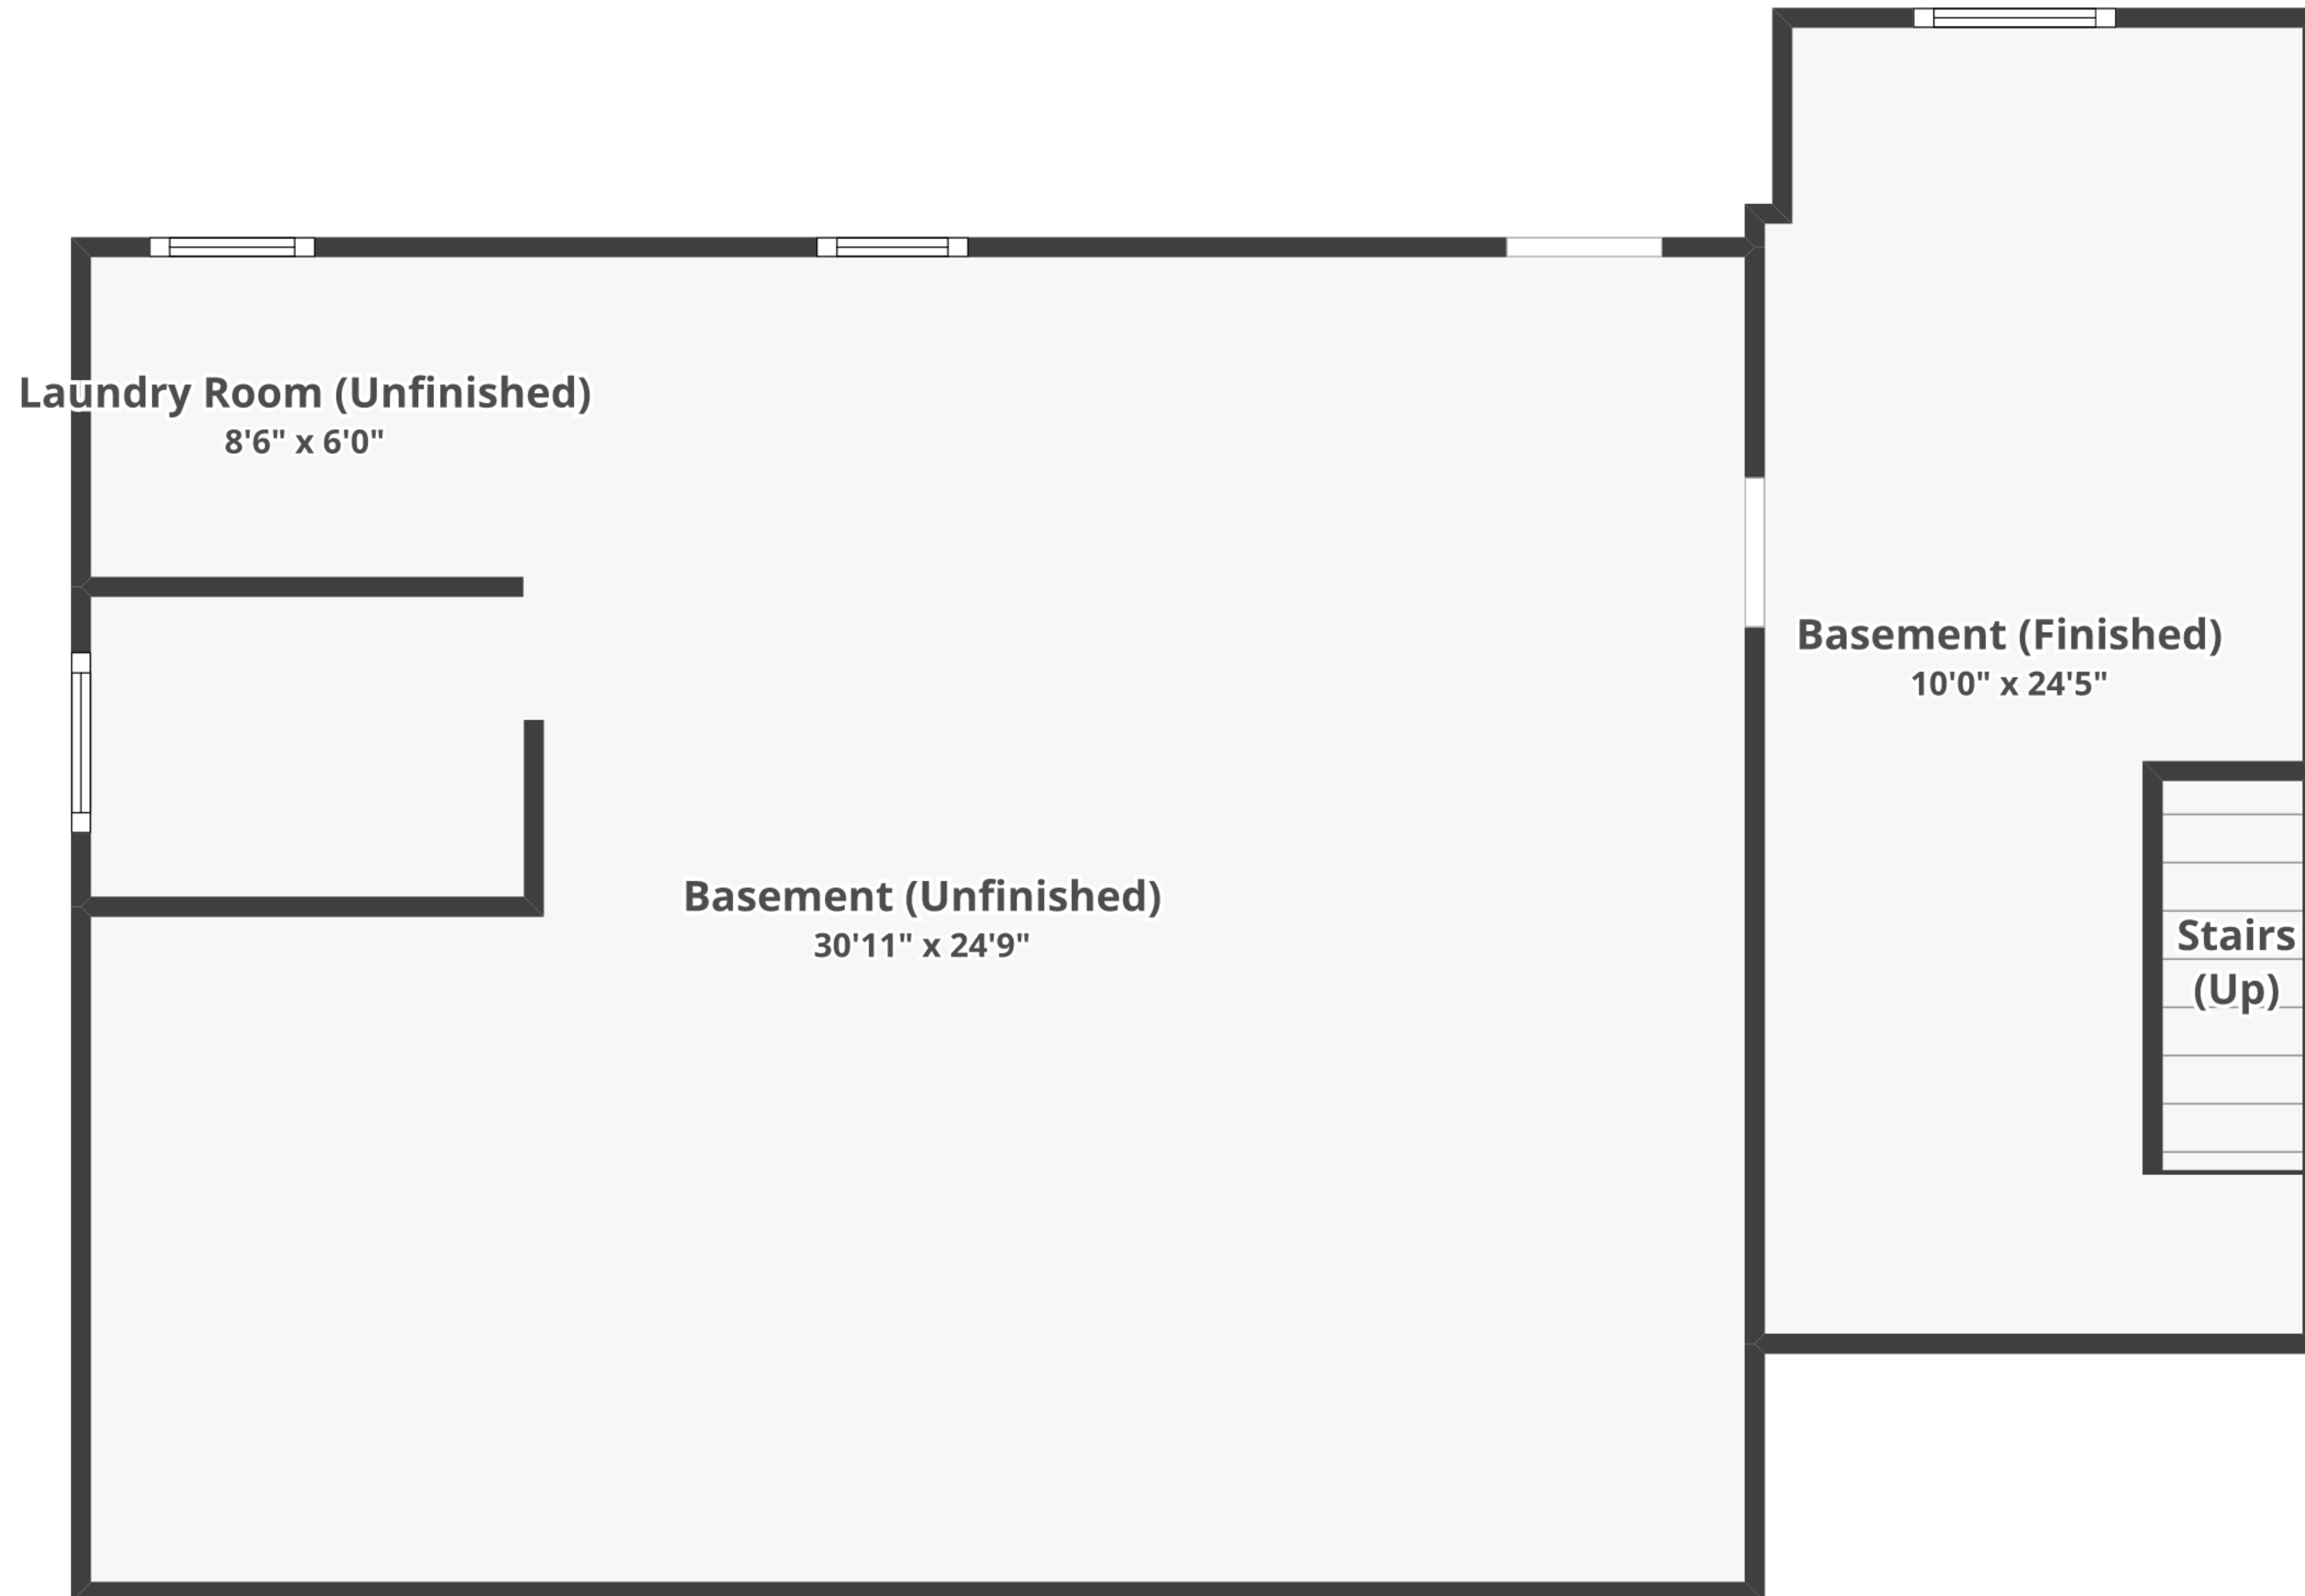 Laundry Room (Unfinished)
8'6" x 6'0"
Basement (Finished)
10'0" x 24'5"
Basement (Unfinished)
30'11" x 24'9"
Stairs
(Up)